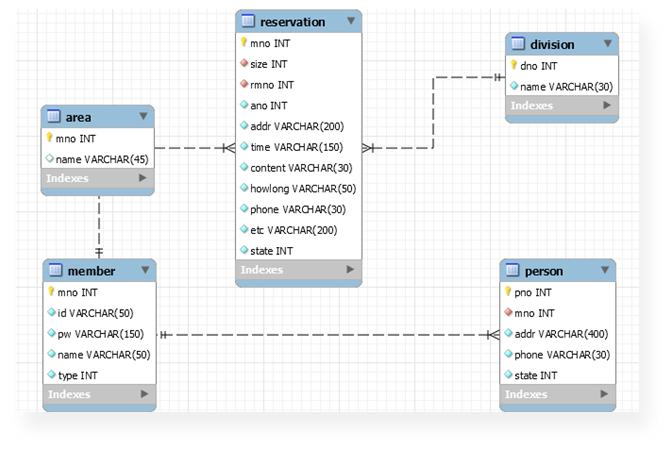 reservation
mno INT
size INT
rmno INT
ano INT
addr VARCHAR(200)
time VARCHAR(150)
content VARCHAR(30)
howlong VARCHAR(50)
phone VARCHAR(30)
etc VARCHAR(200)
state INT
Indexes
division
dno INT
name VARCHAR(30)
Indexes
area
mno INT
name VARCHAR(45)
Indexes
member
mno INT
id VARCHAR(50)
pw VARCHAR(150)
name VARCHAR(50)
type INT
Indexes
person
pno INT
mno INT
addr VARCHAR(400)
phone VARCHAR(30)
state INT
Indexes